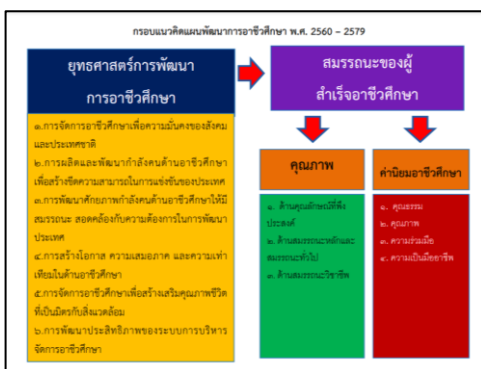 กรอบแนวคิดแผนพัฒนาการอาชีวศึกษา พ.ศ. 2560 – 2579
ยุทธศาสตร์การพัฒนา
การอาชีวศึกษา
๑.การจัดการอาชีวศึกษาเพื่อความมั่นคงของสังคม
และประเทศชาติ
๒.การผลิตและพัฒนากำลังคนด้านอาชีวศึกษา
เพื่อสร้างขีดความสามารถในการแข่งขันของประเทศ
๓.การพัฒนาศักยภาพกำลังคนด้านอาชีวศึกษาให้มี
สมรรถนะ สอดคล้องกับความต้องการในการพัฒนา
ประเทศ
๔.การสร้างโอกาส ความเสมอภาค และความเท่า
เทียมในด้านอาชีวศึกษา
๕.การจัดการอาชีวศึกษาเพื่อสร้างเสริมคุณภาพชีวิต
ที่เป็นมิตรกับสิ่งแวดล้อม
๖.การพัฒนาประสิทธิภาพของระบบการบริหาร
จัดการอาชีวศึกษา
สมรรถนะของผู้
สำเร็จอาชีวศึกษา
คุณภาพ
๑. ด้านคุณลักษณ์ที่พึง
ประสงค์
๒. ด้านสมรรถนะหลักและ
สมรรถนะทั่วไป
๓. ด้านสมรรถนะวิชาชีพ
ค่านิยมอาชีวศึกษา
๑. คุณธรรม
๒. คุณภาพ
๓. ความร่วมมือ
๔. ความเป็นมืออาชีพ